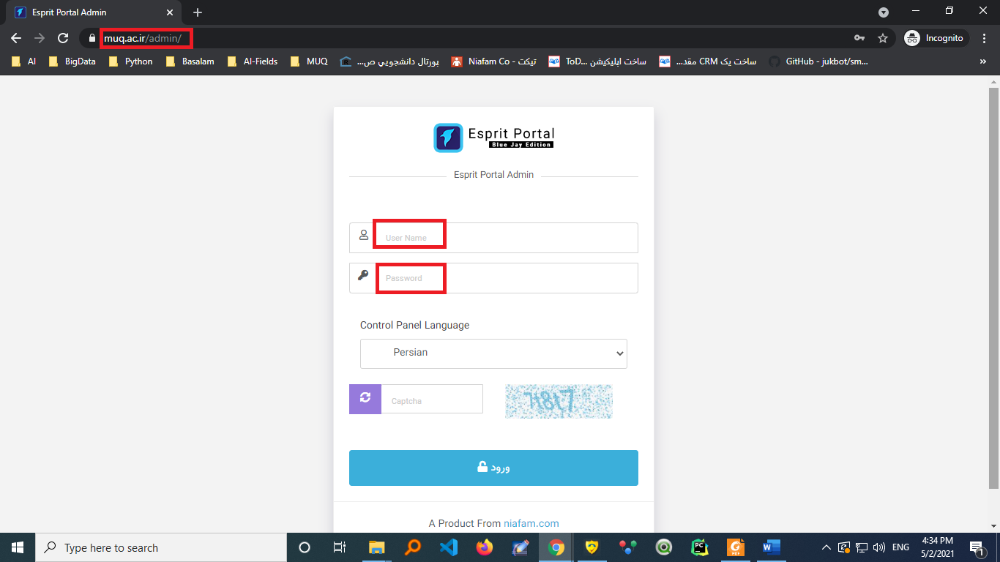 Esprit Portal Admin
muq.ac.ir/admin/
Incognito
AI
BigData
Python
Basalam
AI-Fields
MUQ
پورتال دانشجويي ص...
Niafam Co - تیکت
ساخت اپلیکیشن ToD...
ساخت یک CRM مقد...
GitHub - jukbot/sm...
»
Esprit Portal
Blue Jay Edition
Esprit Portal Admin
User Name
Password
Control Panel Language
Persian
Captcha
ورود
A Product From niafam.com
Type here to search
ENG
4:34 PM
5/2/2021
1